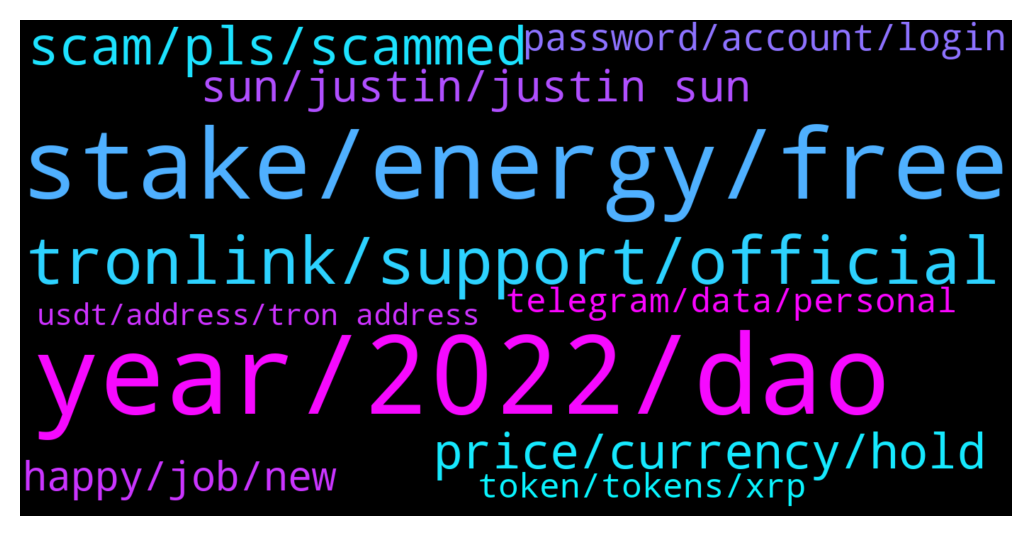 scam/pls/scammed
password/account/login
sun/justin/justin sun
stake/energy/free
tronlink/support/official
telegram/data/personal
usdt/address/tron address
year/2022/dao
price/currency/hold
happy/job/new
token/tokens/xrp